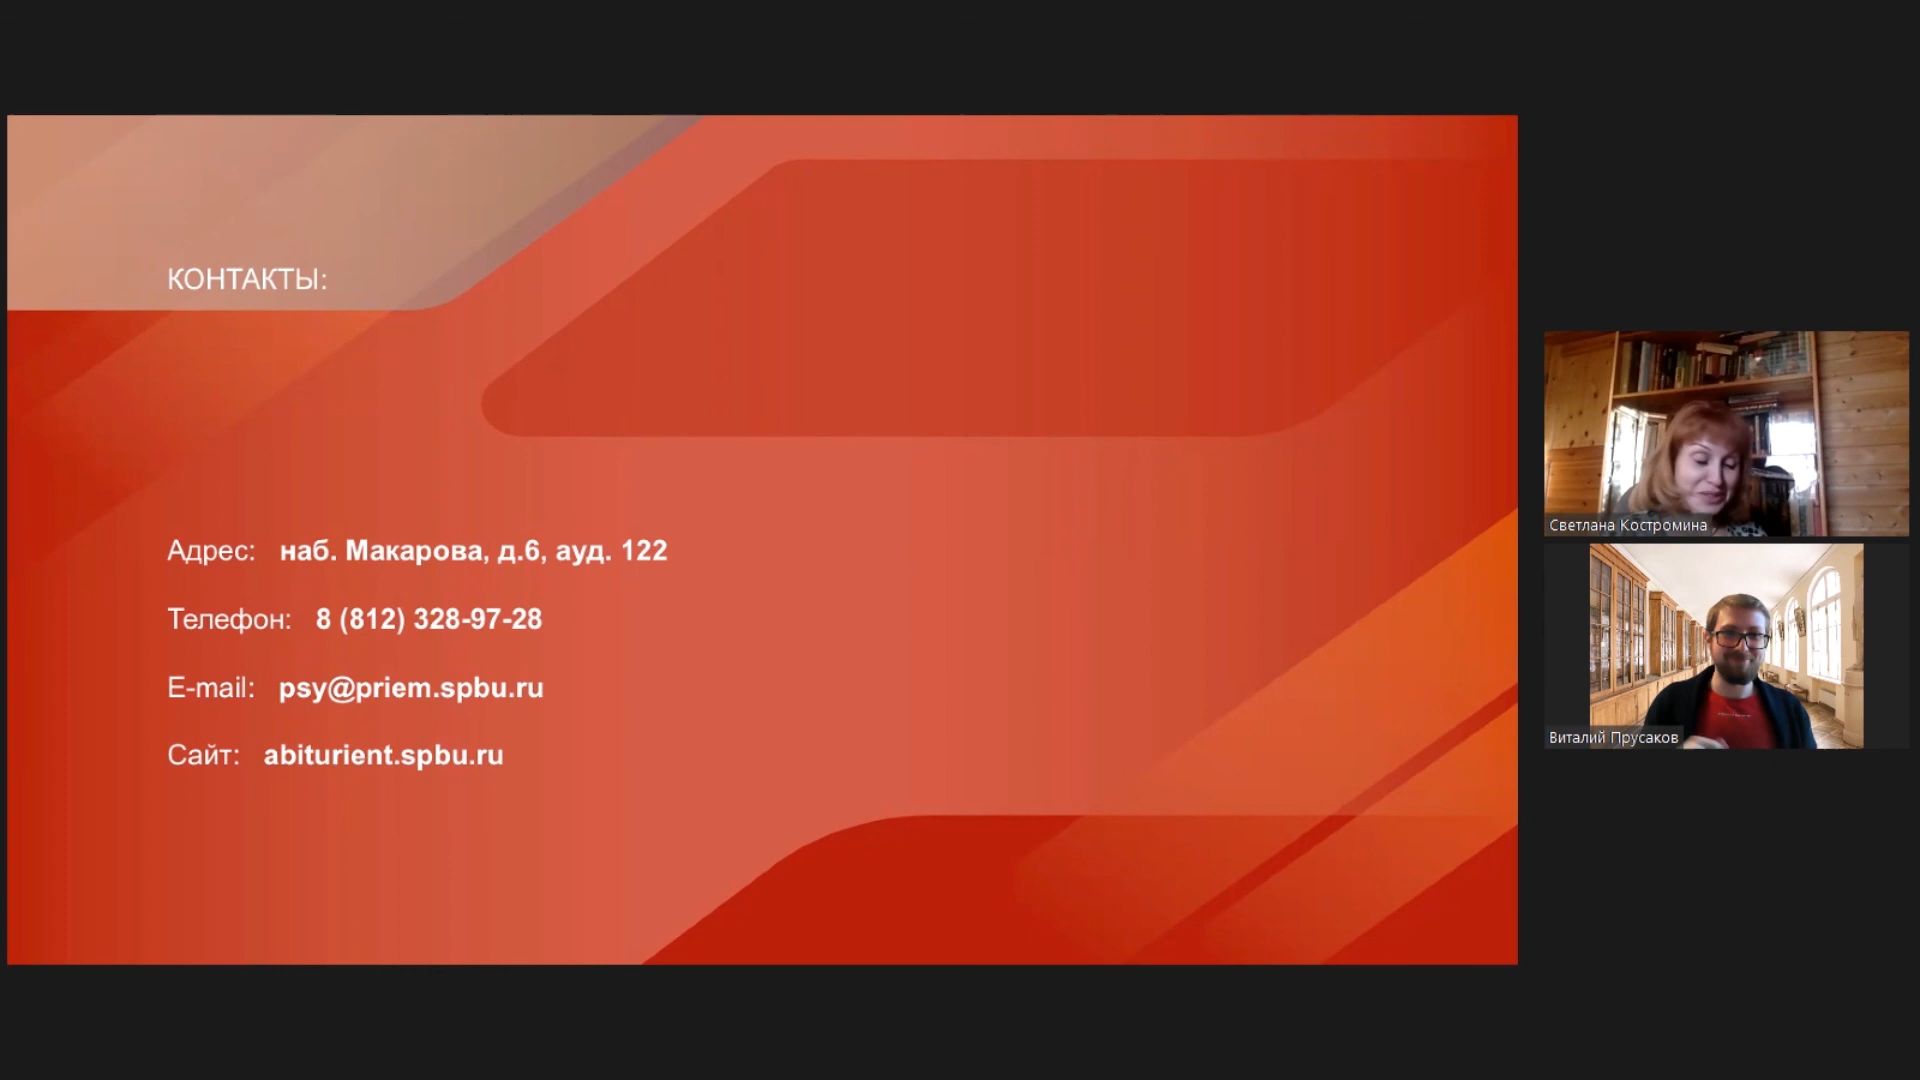 КОНТАКТЫ:
Адрес: наб. Макарова, д.6, ауд. 122
Телефон: 8 (812) 328-97-28
E-mail: psy@priem.spbu.ru
Сайт: abiturient.spbu.ru
Светлана Костромина
Виталий Прусаков